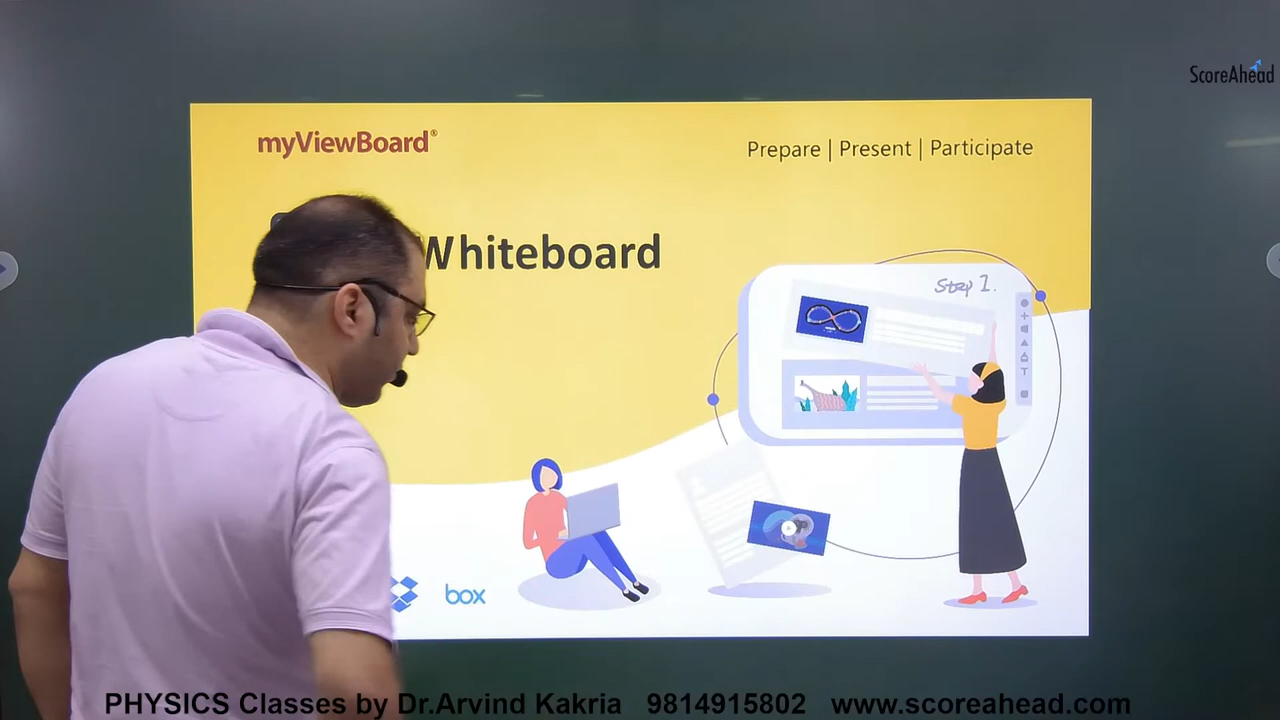 ScoreAhead
myViewBoard®
Prepare | Present | Participate
Whiteboard
Step 1.
T
box
PHYSICS Classes by Dr.Arvind Kakria 9814915802 www.scoreahead.com